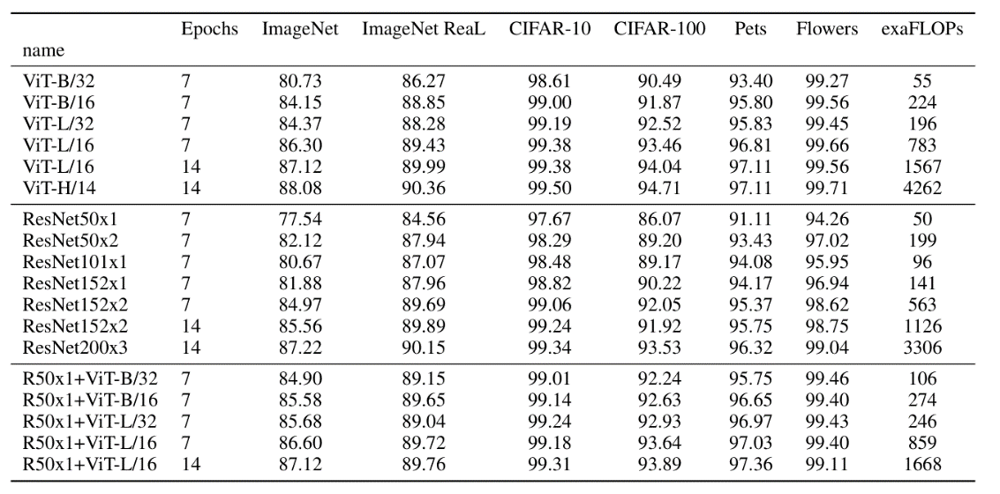 Epochs ImageNet ImageNet ReaL CIFAR-10 CIFAR-100 Pets Flowers exaFLOPs
name
ViT-B/32 7 80.73 86.27 98.61 90.49 93.40 99.27 55
ViT-B/16 7 84.15 88.85 99.00 91.87 95.80 99.56 224
ViT-L/32 7 84.37 88.28 99.19 92.52 95.83 99.45 196
ViT-L/16 7 86.30 89.43 99.38 93.46 96.81 99.66 783
ViT-L/16 14 87.12 89.99 99.38 94.04 97.11 99.56 1567
ViT-H/14 14 88.08 90.36 99.50 94.71 97.11 99.71 4262
ResNet50x1 7 77.54 84.56 97.67 86.07 91.11 94.26 50
ResNet50x2 7 82.12 87.94 98.29 89.20 93.43 97.02 199
ResNet101x1 7 80.67 87.07 98.48 89.17 94.08 95.95 96
ResNet152x1 7 81.88 87.96 98.82 90.22 94.17 96.94 141
ResNet152x2 7 84.97 89.69 99.06 92.05 95.37 98.62 563
ResNet152x2 14 85.56 89.89 99.24 91.92 95.75 98.75 1126
ResNet200x3 14 87.22 90.15 99.34 93.53 96.32 99.04 3306
R50x1+ViT-B/32 7 84.90 89.15 99.01 92.24 95.75 99.46 106
R50x1+ViT-B/16 7 85.58 89.65 99.14 92.63 96.65 99.40 274
R50x1+ViT-L/32 7 85.68 89.04 99.24 92.93 96.97 99.43 246
R50x1+ViT-L/16 7 86.60 89.72 99.18 93.64 97.03 99.40 859
R50x1+ViT-L/16 14 87.12 89.76 99.31 93.89 97.36 99.11 1668